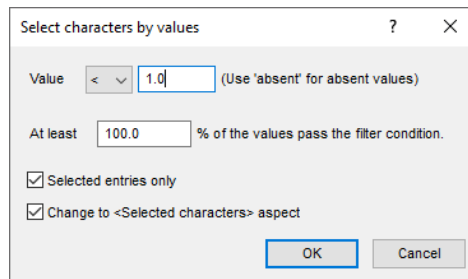 Select characters by values ? ×
Value < 1.0 (Use 'absent' for absent values)
At least 100.0 % of the values pass the filter condition.
Selected entries only
Change to <Selected characters> aspect
OK Cancel